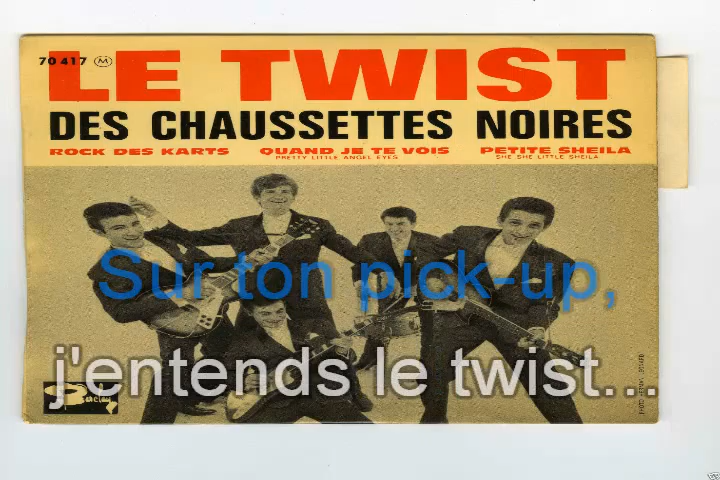 70 417 M
LE TWIST
DES CHAUSSETTES NOIRES
ROCK DES KARTS QUAND JE TE VOIS PETITE SHEILA
PRETTY LITTLE ANGEL EYES SHE SHE LITTLE SHEILA
Sur ton pick-up,
j'entends le twist...
Barclay